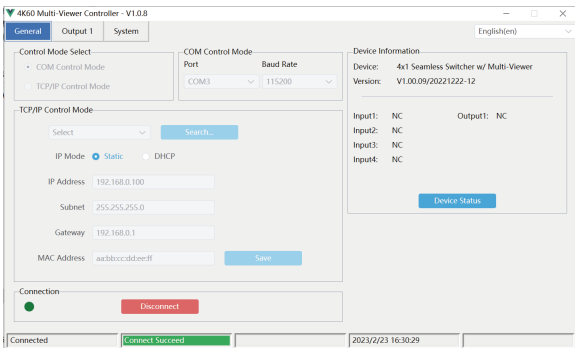 4K60 Multi-Viewer Controller - V1.0.8
General Output 1 System English(en)
Control Mode Select
COM Control Mode
TCP/IP Control Mode
COM Control Mode
Port Baud Rate
COM3 115200
Device Information
Device: 4x1 Seamless Switcher w/ Multi-Viewer
Version: V1.00.09/20221222-12
Input1: NC Output1: NC
Input2: NC
Input3: NC
Input4: NC
Device Status
TCP/IP Control Mode
Select Search...
IP Mode Static DHCP
IP Address 192.168.0.100
Subnet 255.255.255.0
Gateway 192.168.0.1
MAC Address aa:bb:cc:dd:ee:ff Save
Connection
Disconnect
Connected Connect Succeed 2023/2/23 16:30:29